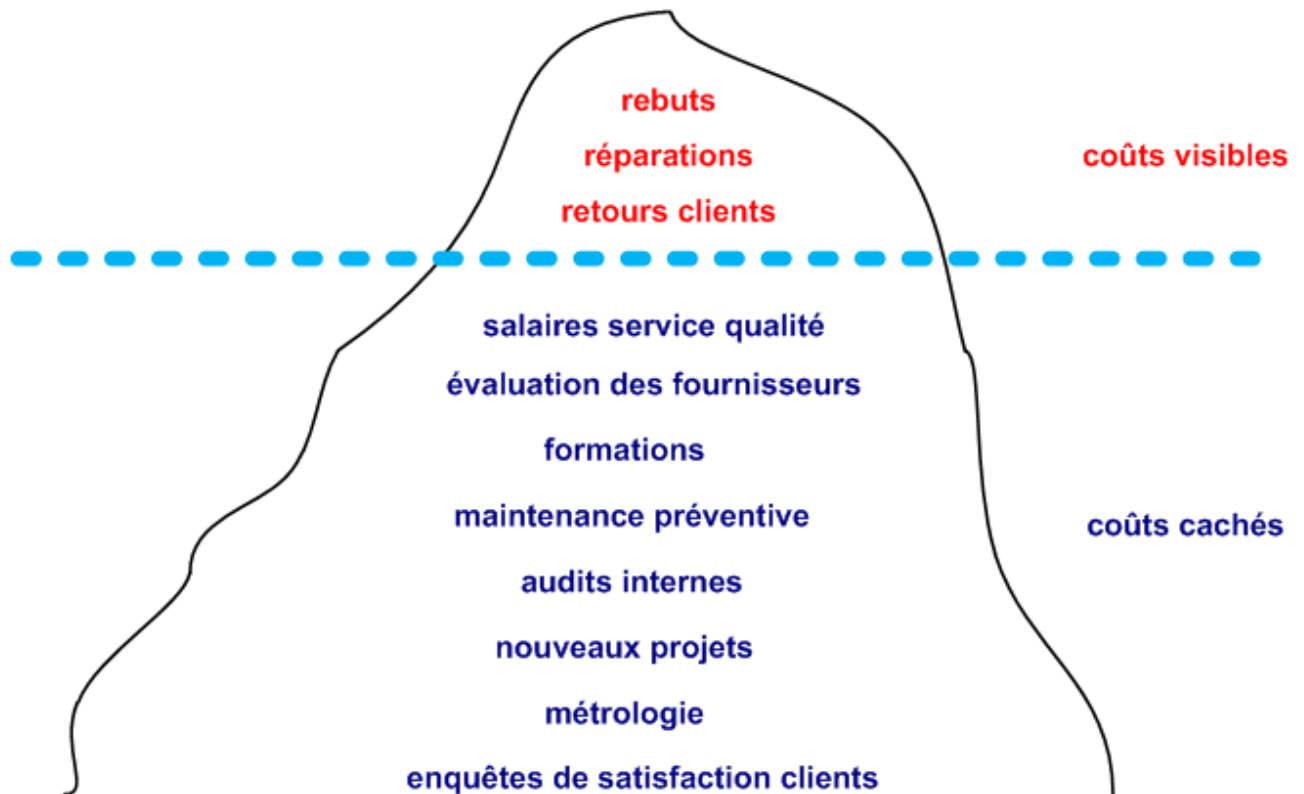 rebuts
réparations
coûts visibles
retours clients
salaires service qualité
évaluation des fournisseurs
formations
maintenance préventive
coûts cachés
audits internes
nouveaux projets
métrologie
enquêtes de satisfaction clients